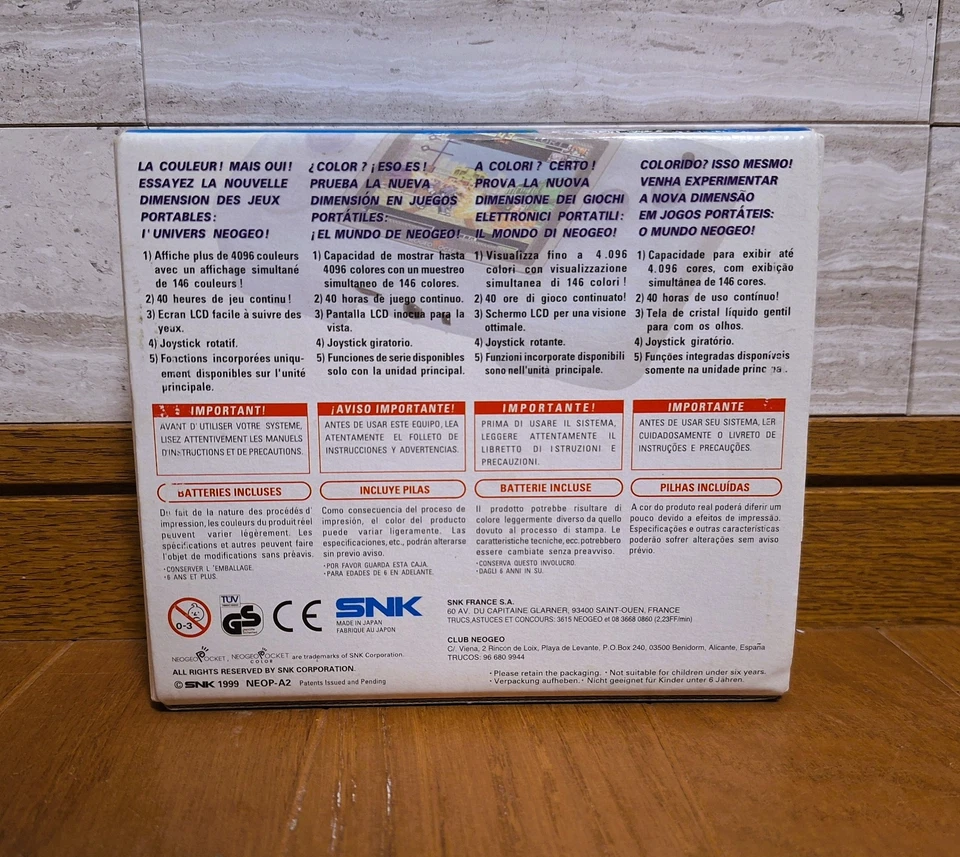 LA COULEUR! MAIS OUI!
ESSAYEZ LA NOUVELLE
DIMENSION DES JEUX
PORTABLES:
l'UNIVERS NEOGEO!
1) Affiche plus de 4096 couleurs
avec un affichage simultané
de 146 couleurs!
2) 40 heures de jeu continu!
3) Ecran LCD facile à suivre des
yeux.
4) Joystick rotatif.
5) Fonctions incorporées unique-
ement disponibles sur l'unité
principale.
IMPORTANT!
AVANT D'UTILISER VOTRE SYSTEME,
LISEZ ATTENTIVEMENT LES MANUELS
D'INSTRUCTIONS ET DE PRECAUTIONS.
BATTERIES INCLUSES
Du fait de la nature des procédés d'
impression, les couleurs du produit réel
peuvent varier légèrement. Les
spécifications et autres peuvent faire
l'objet de modifications sans préavis.
・CONSERVER L'EMBALLAGE.
・6 ANS ET PLUS.
¿COLOR? ¡ESO ES!
PRUEBA LA NUEVA
DIMENSIÓN EN JUEGOS
PORTÁTILES:
¡EL MUNDO DE NEOGEO!
1) Capacidad de mostrar hasta
4096 colores con un muestreo
simultaneo de 146 colores.
2) 40 horas de juego continuo.
3) Pantalla LCD inocua para la
vista.
4) Joystick giratorio.
5) Funciones de serie disponibles
solo con la unidad principal.
¡AVISO IMPORTANTE!
ANTES DE USAR ESTE EQUIPO, LEA
ATENTAMENTE EL FOLLETO DE
INSTRUCCIONES Y ADVERTENCIAS.
INCLUYE PILAS
Como consecuencia del proceso de
impresión, el color del producto
puede variar ligeramente. Las
especificaciones, etc., podrán alterarse
sin previo aviso.
・POR FAVOR GUARDA ESTA CAJA.
・PARA EDADES DE 6 EN ADELANTE.
A COLORI? CERTO!
PROVA LA NUOVA
DIMENSIONE DEI GIOCHI
ELETTRONICI PORTATILI:
IL MONDO DI NEOGEO!
1) Visualizza fino a 4.096
colori con visualizzazione
simultanea di 146 colori!
2) 40 ore di gioco continuato!
3) Schermo LCD per una visione
ottimale.
4) Joystick rotante.
5) Funzioni incorporate disponibili
sono nell'unità principale.
IMPORTANTE!
PRIMA DI USARE IL SISTEMA,
LEGGERE ATTENTAMENTE IL
LIBRETTO DI ISTRUZIONI E
PRECAUZIONI.
BATTERIE INCLUSE
Il prodotto potrebbe risultare di
colore leggermente diverso da quello
dovuto al processo di stampa. Le
caratteristiche tecniche, ecc. potrebbero
essere cambiate senza preavviso.
・CONSERVA QUESTO INVOLUCRO.
・DAGLI 6 ANNI IN SU.
COLORIDO? ISSO MESMO!
VENHA EXPERIMENTAR
A NOVA DIMENSÃO
EM JOGOS PORTÁTEIS:
O MUNDO NEOGEO!
1) Capacidade para exibir até
4.096 cores, com exibição
simultânea de 146 cores.
2) 40 horas de uso contínuo!
3) Tela de cristal líquido gentil
para com os olhos.
4) Joystick giratório.
5) Funções integradas disponíveis
somente na unidade principal.
IMPORTANTE
ANTES DE USAR SEU SISTEMA, LER
CUIDADOSAMENTE O LIVRETO DE
INSTRUÇÕES E PRECAUÇÕES.
PILHAS INCLUÍDAS
A cor do produto real poderá diferir um
pouco devido a efeitos de impressão.
Especificações e outras características
poderão sofrer alterações sem aviso
prévio.
0-3
TÜV
GS
CE
SNK
MADE IN JAPAN
FABRIQUE AU JAPON
SNK FRANCE S.A.
60 AV. DU CAPITAINE GLARNER, 93400 SAINT-OUEN, FRANCE
TRUCS,ASTUCES ET CONCOURS: 3615 NEOGEO et 08 3668 0860 (2,23FF/min)
CLUB NEOGEO
C/. Viena, 2 Rincon de Loix, Playa de Levante, P.O.Box 240, 03500 Benidorm, Alicante, España
TRUCOS: 96 680 9944
NEOGEO POCKET, NEOGEO POCKET COLOR are trademarks of SNK Corporation.
ALL RIGHTS RESERVED BY SNK CORPORATION.
© SNK 1999 NEOP-A2 Patents Issued and Pending
・Please retain the packaging. ・Not suitable for children under six years.
・Verpackung aufheben. ・Nicht geeignet für Kinder unter 6 Jahren.